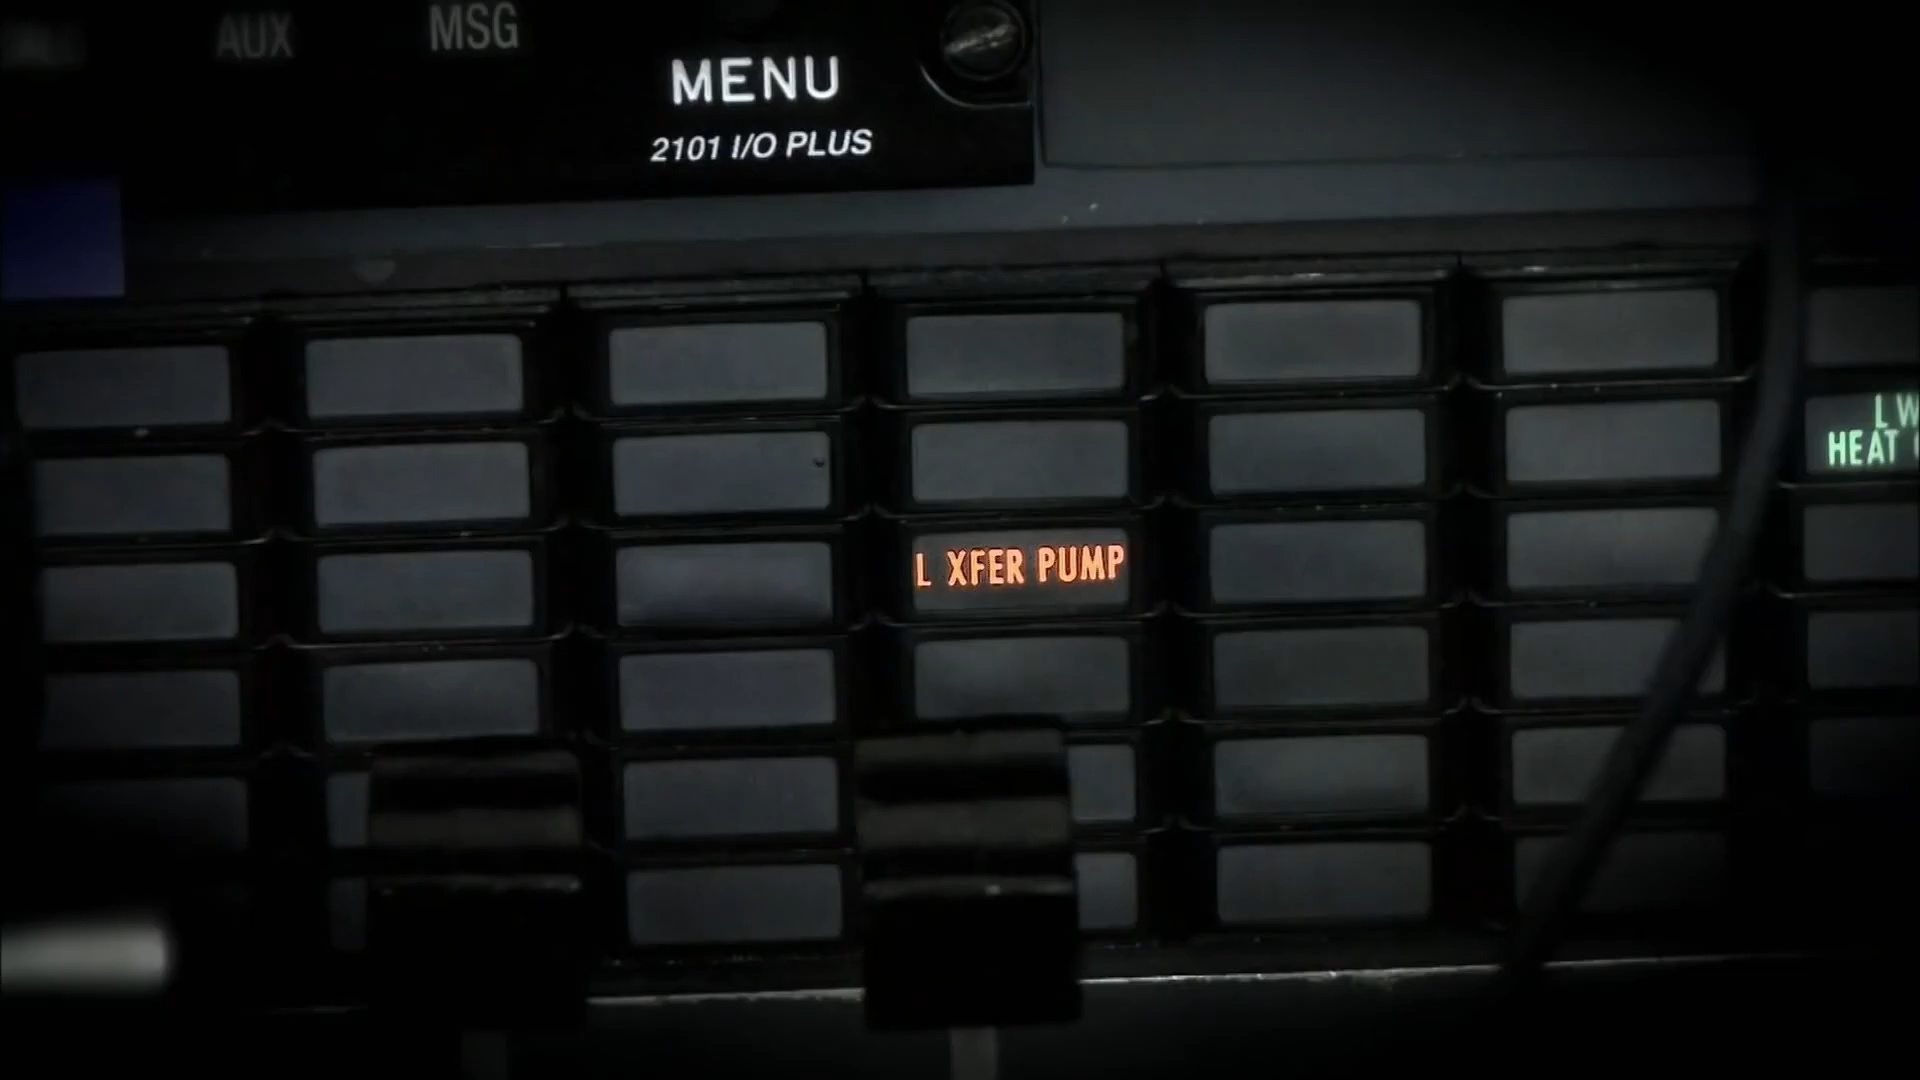 AUX
MSG
MENU
2101 I/O PLUS
L XFER PUMP
L W
HEAT